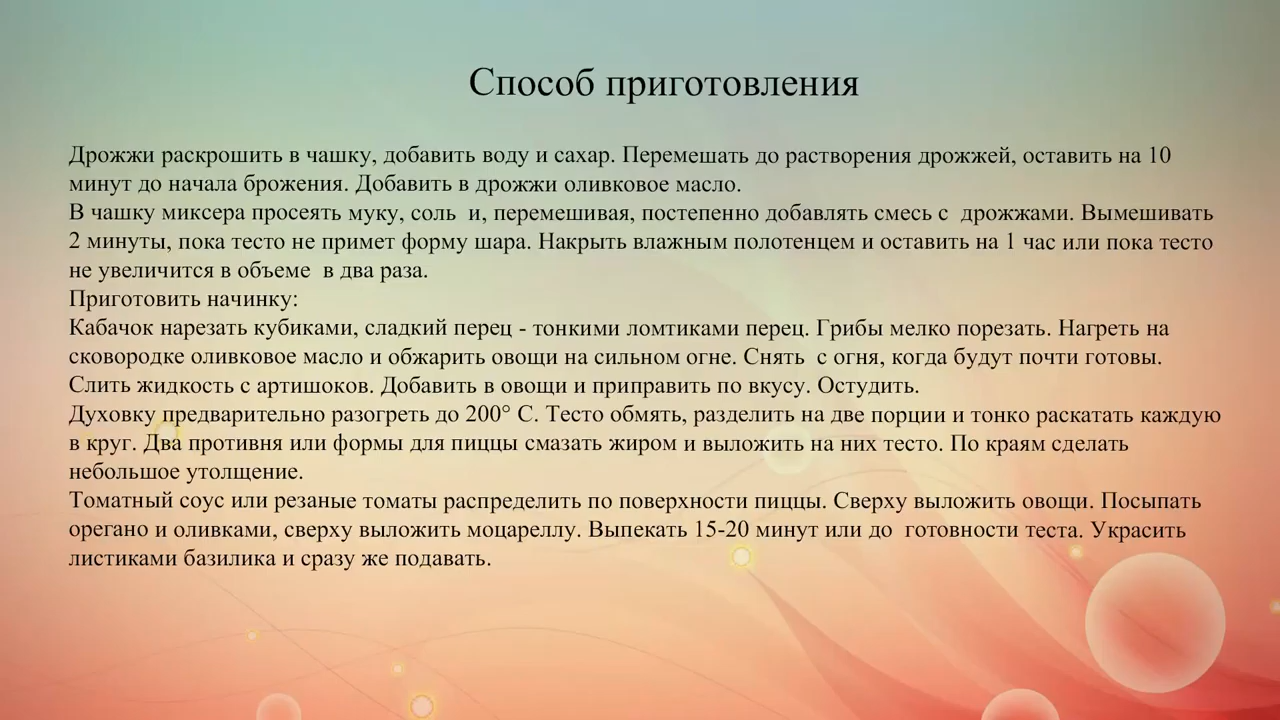 Способ приготовления
Дрожжи раскрошить в чашку, добавить воду и сахар. Перемешать до растворения дрожжей, оставить на 10
минут до начала брожения. Добавить в дрожжи оливковое масло.
В чашку миксера просеять муку, соль  и, перемешивая, постепенно добавлять смесь с  дрожжами. Вымешивать
2 минуты, пока тесто не примет форму шара. Накрыть влажным полотенцем и оставить на 1 час или пока тесто
не увеличится в объеме  в два раза.
Приготовить начинку:
Кабачок нарезать кубиками, сладкий перец - тонкими ломтиками перец. Грибы мелко порезать. Нагреть на
сковородке оливковое масло и обжарить овощи на сильном огне. Снять  с огня, когда будут почти готовы.
Слить жидкость с артишоков. Добавить в овощи и приправить по вкусу. Остудить.
Духовку предварительно разогреть до 200° С. Тесто обмять, разделить на две порции и тонко раскатать каждую
в круг. Два противня или формы для пиццы смазать жиром и выложить на них тесто. По краям сделать
небольшое утолщение.
Томатный соус или резаные томаты распределить по поверхности пиццы. Сверху выложить овощи. Посыпать
орегано и оливками, сверху выложить моцареллу. Выпекать 15-20 минут или до  готовности теста. Украсить
листиками базилика и сразу же подавать.